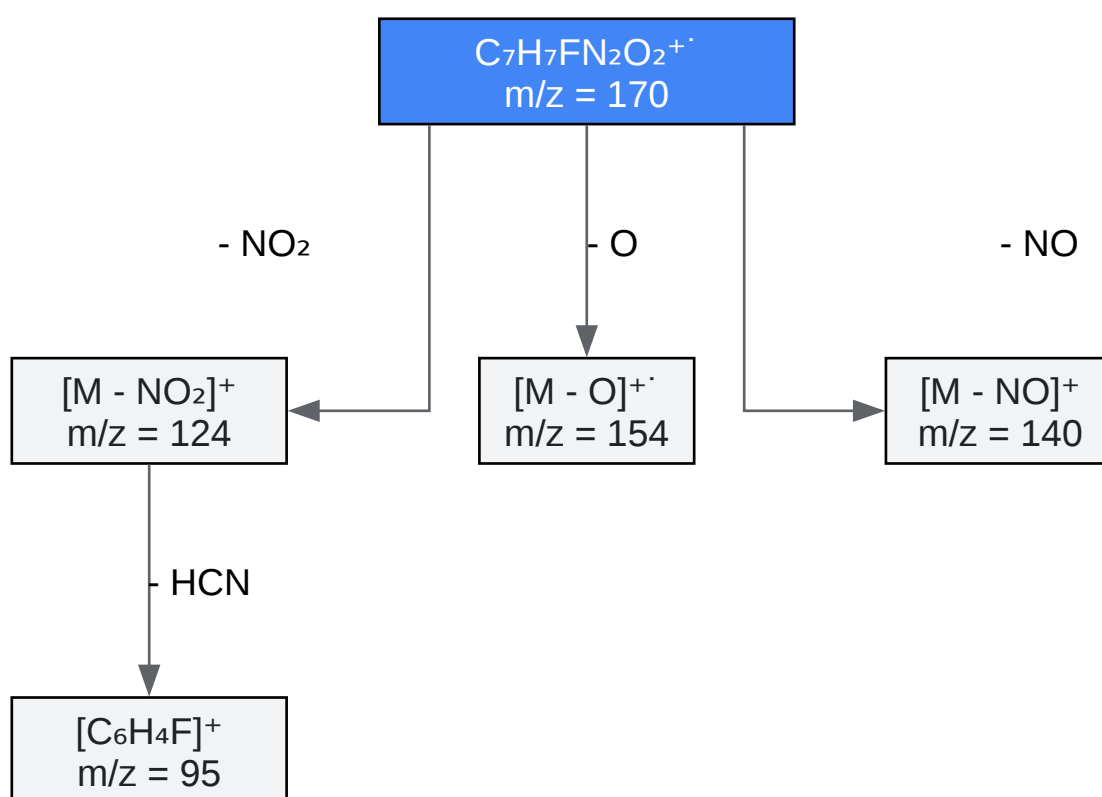 C₇H₇FN₂O₂⁺˙
m/z = 170
- NO₂
- O
- NO
[M - NO₂]⁺
m/z = 124
[M - O]⁺˙
m/z = 154
[M - NO]⁺
m/z = 140
- HCN
[C₆H₄F]⁺
m/z = 95